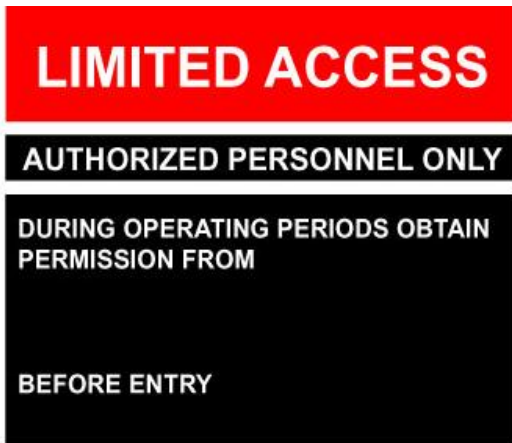 LIMITED ACCESS
AUTHORIZED PERSONNEL ONLY
DURING OPERATING PERIODS OBTAIN
PERMISSION FROM
BEFORE ENTRY